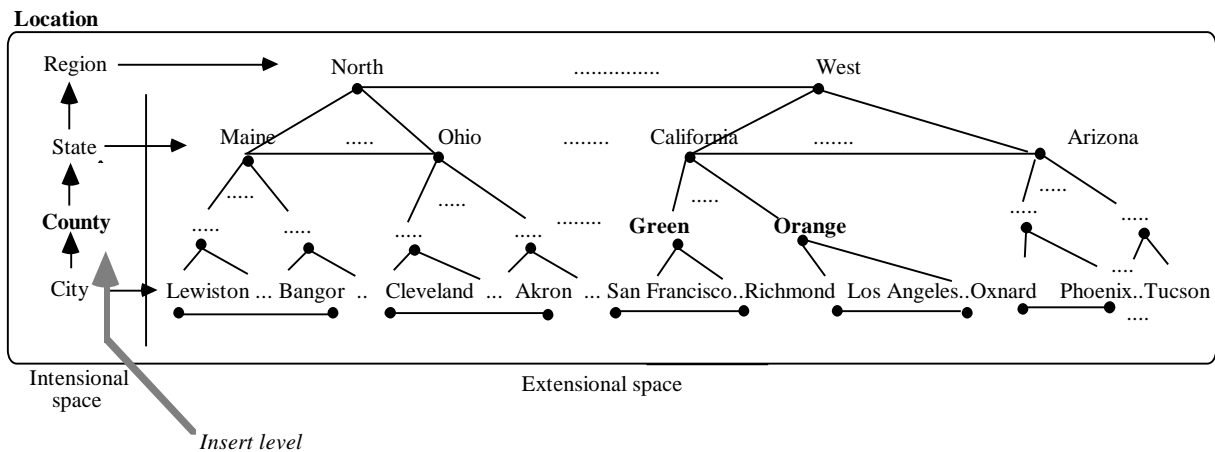 Location
Region North ............... West
State Maine ..... Ohio ........ California ....... Arizona
..... ..... ..... ..... .....
County ..... ..... ..... ..... ........ Green Orange ..... .....
City Lewiston ... Bangor .. Cleveland ... Akron ... San Francisco..Richmond Los Angeles..Oxnard Phoenix..Tucson
.... ....
Intensional space
Extensional space
Insert level